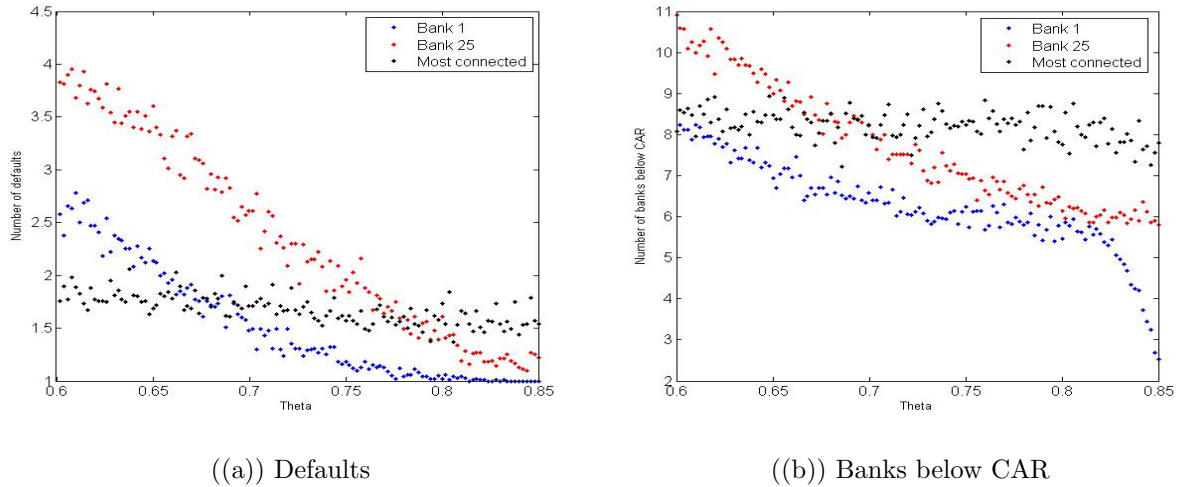 4.5
4
3.5
3
2.5
2
1.5
1
Number of defaults
Bank 1
Bank 25
Most connected
0.6
0.65
0.7
0.75
0.8
0.85
Theta
((a)) Defaults
11
10
9
8
7
6
5
4
3
2
Number of banks below CAR
Bank 1
Bank 25
Most connected
0.6
0.65
0.7
0.75
0.8
0.85
Theta
((b)) Banks below CAR